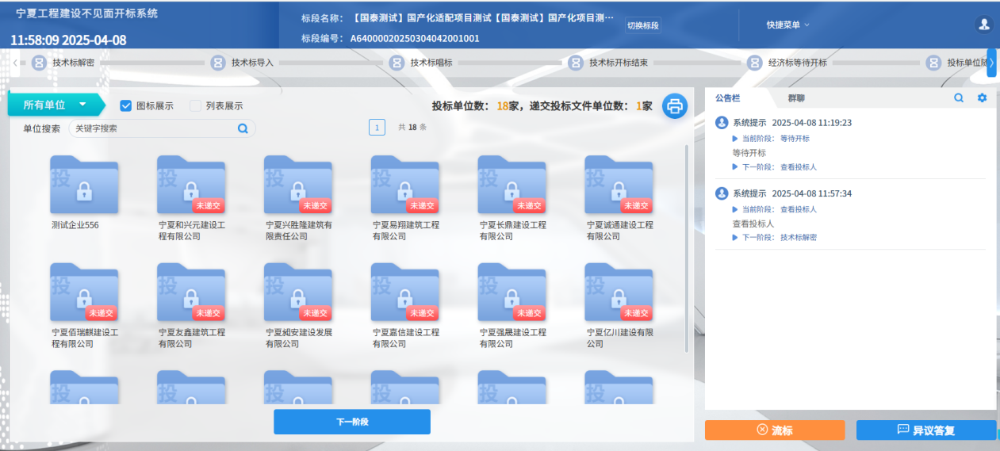 宁夏工程建设不见面开标系统
11:58:09 2025-04-08
标段名称： 【国泰测试】国产化适配项目测试【国泰测试】国产化项目测…
标段编号： A64000020250304042001001
切换标段
快捷菜单
技术标解密
技术标导入
技术标唱标
技术标开标结束
经济标等待开标
投标单位随
所有单位
图标展示
列表展示
投标单位数： 18家，递交投标文件单位数： 1家
单位搜索
关键字搜索
1
共 18 条
投
投 未递交
投 未递交
投 未递交
投 未递交
投 未递交
测试企业556
宁夏和兴元建设工
程有限公司
宁夏兴胜隆建筑有
限责任公司
宁夏易翔建筑工程
有限公司
宁夏长鼎建设工程
有限公司
宁夏诚通建设工程
有限公司
投 未递交
投 未递交
投 未递交
投 未递交
投 未递交
投 未递交
宁夏佰瑞麒建设工
程有限公司
宁夏友鑫建筑工程
有限公司
宁夏昶安建设发展
有限公司
宁夏嘉信建设工程
有限公司
宁夏强晟建设工程
有限公司
宁夏亿川建设有限
公司
投
投
投
投
投
投
下一阶段
公告栏
群聊
系统提示 2025-04-08 11:19:23
当前阶段： 等待开标
等待开标
下一阶段： 查看投标人
系统提示 2025-04-08 11:57:34
当前阶段： 查看投标人
查看投标人
下一阶段： 技术标解密
流标
异议答复